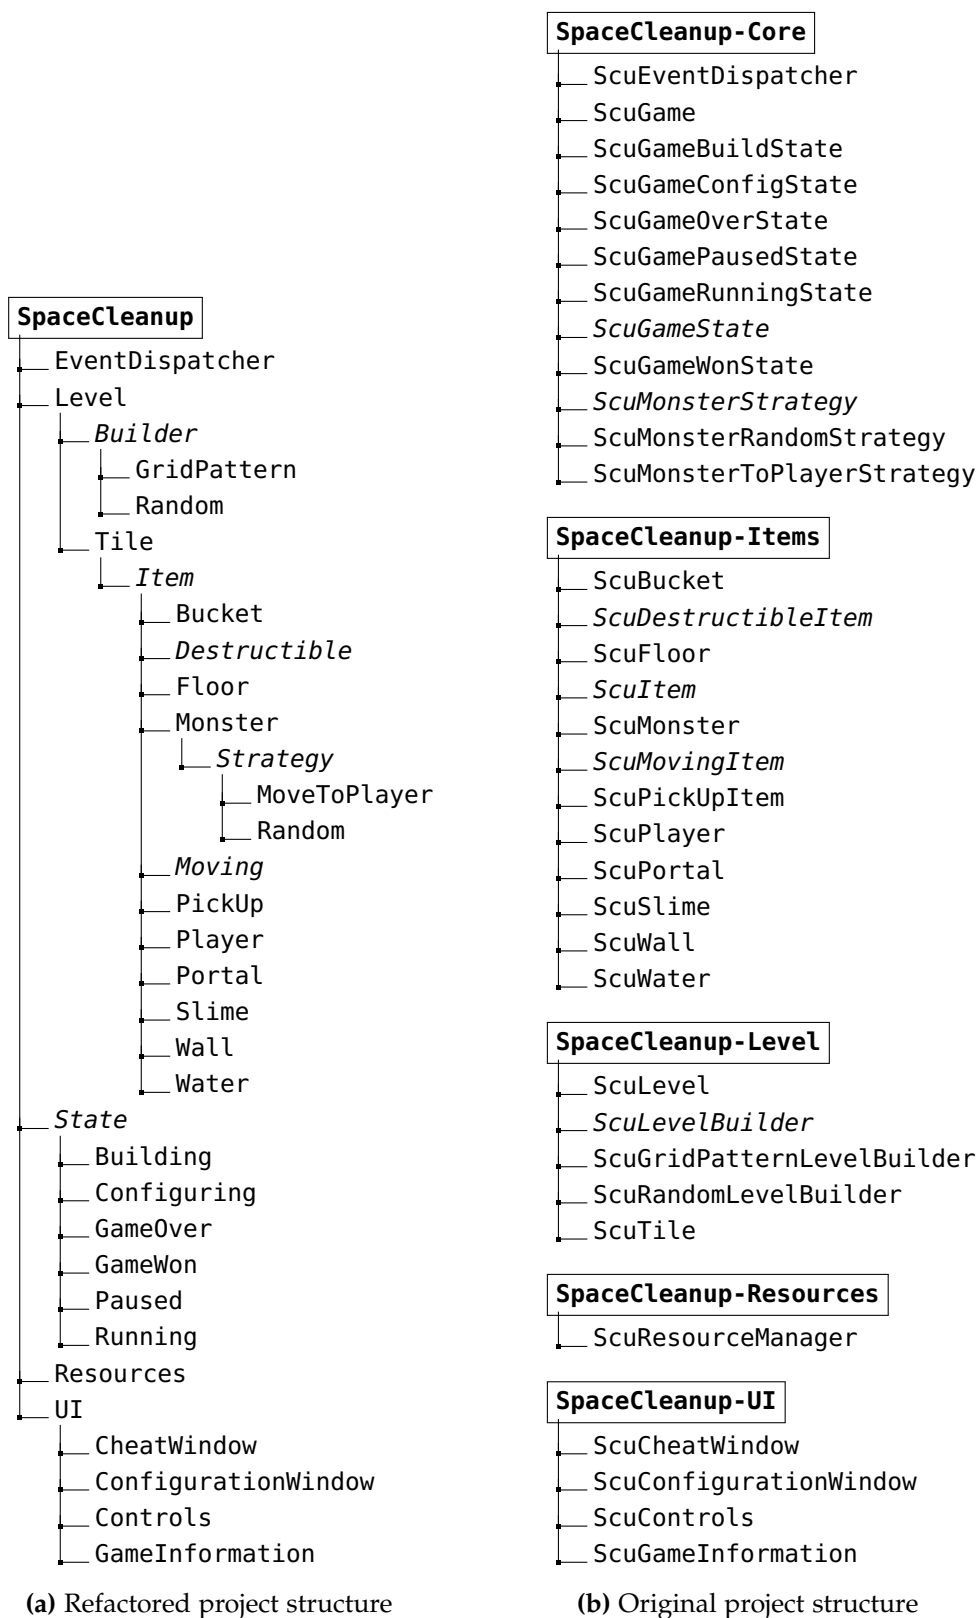 SpaceCleanup
EventDispatcher
Level
Builder
GridPattern
Random
Tile
Item
Bucket
Destructible
Floor
Monster
Strategy
MoveToPlayer
Random
Moving
PickUp
Player
Portal
Slime
Wall
Water
State
Building
Configuring
GameOver
GameWon
Paused
Running
Resources
UI
CheatWindow
ConfigurationWindow
Controls
GameInformation
(a) Refactored project structure
SpaceCleanup-Core
ScuEventDispatcher
ScuGame
ScuGameBuildState
ScuGameConfigState
ScuGameOverState
ScuGamePausedState
ScuGameRunningState
ScuGameState
ScuGameWonState
ScuMonsterStrategy
ScuMonsterRandomStrategy
ScuMonsterToPlayerStrategy
SpaceCleanup-Items
ScuBucket
ScuDestructibleItem
ScuFloor
ScuItem
ScuMonster
ScuMovingItem
ScuPickUpItem
ScuPlayer
ScuPortal
ScuSlime
ScuWall
ScuWater
SpaceCleanup-Level
ScuLevel
ScuLevelBuilder
ScuGridPatternLevelBuilder
ScuRandomLevelBuilder
ScuTile
SpaceCleanup-Resources
ScuResourceManager
SpaceCleanup-UI
ScuCheatWindow
ScuConfigurationWindow
ScuControls
ScuGameInformation
(b) Original project structure